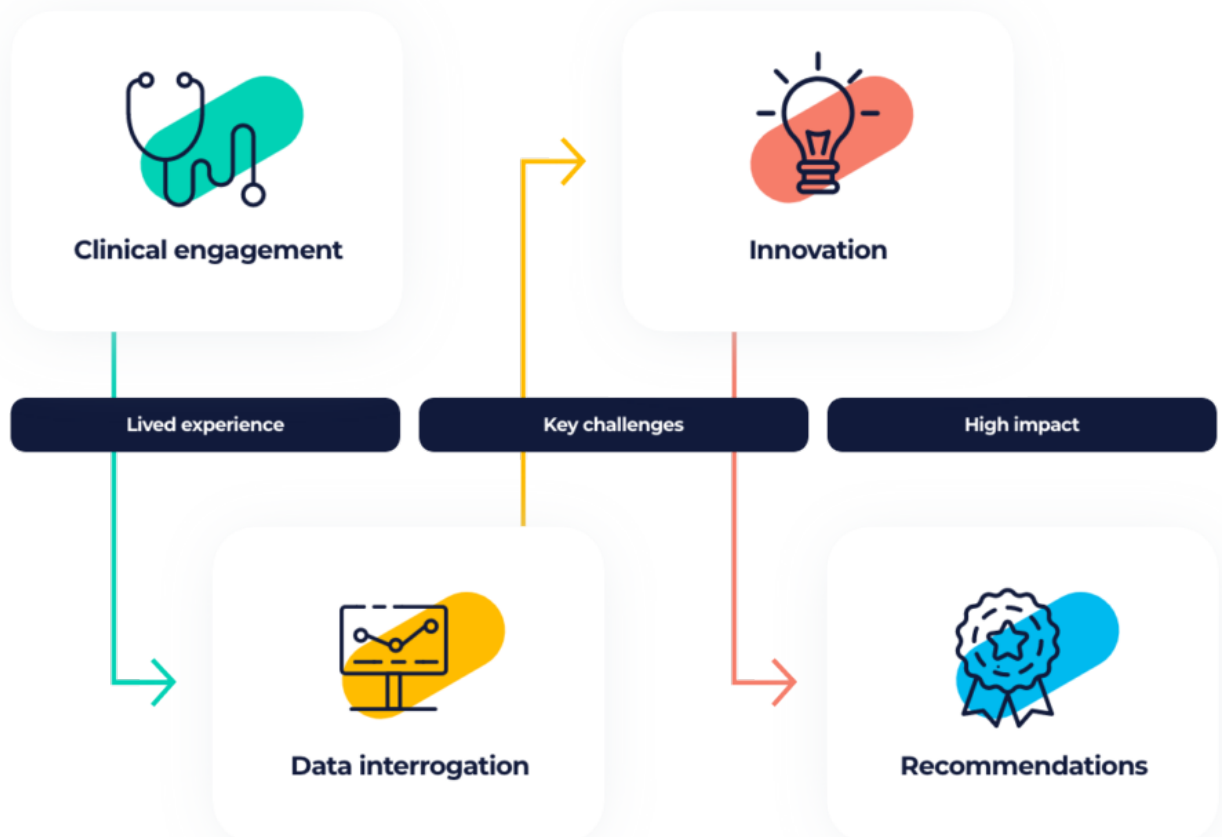 Clinical engagement
Innovation
Lived experience
Key challenges
High impact
Data interrogation
Recommendations